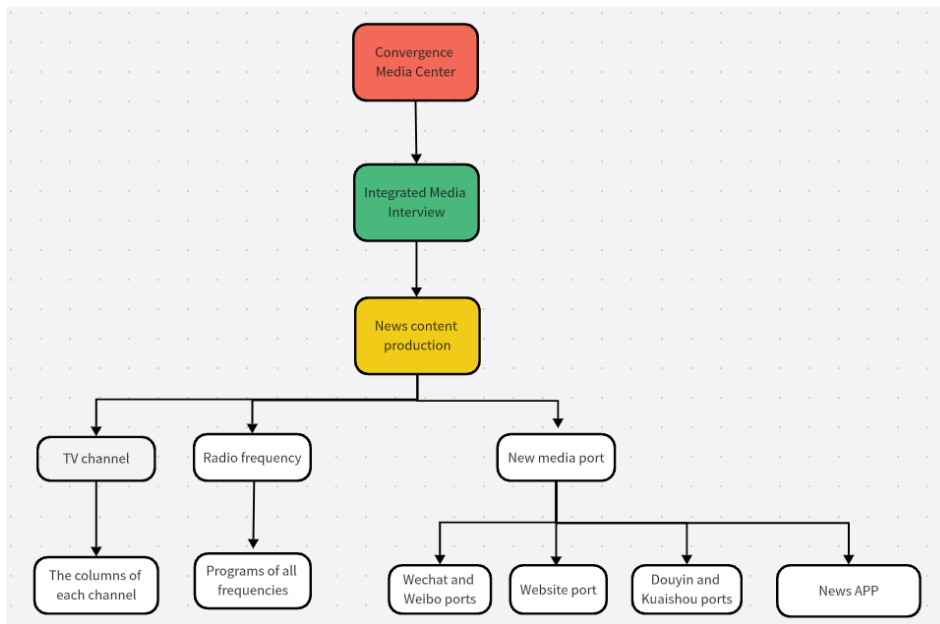 Convergence
Media Center
Integrated Media
Interview
News content
production
TV channel
Radio frequency
New media port
The columns of
each channel
Programs of all
frequencies
Wechat and
Weibo ports
Website port
Douyin and
Kuaishou ports
News APP